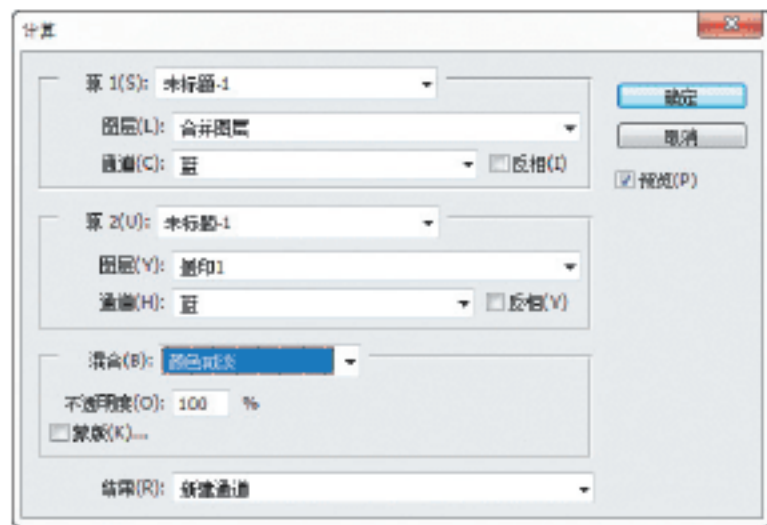 计算
源 1(S): 未标题-1
确定
图层(L): 合并图层
取消
通道(C): 蓝 反相(I)
预览(P)
源 2(U): 未标题-1
图层(Y): 盖印1
通道(H): 蓝 反相(V)
混合(B): 颜色减淡
不透明度(O): 100 %
蒙版(K)...
结果(R): 新建通道